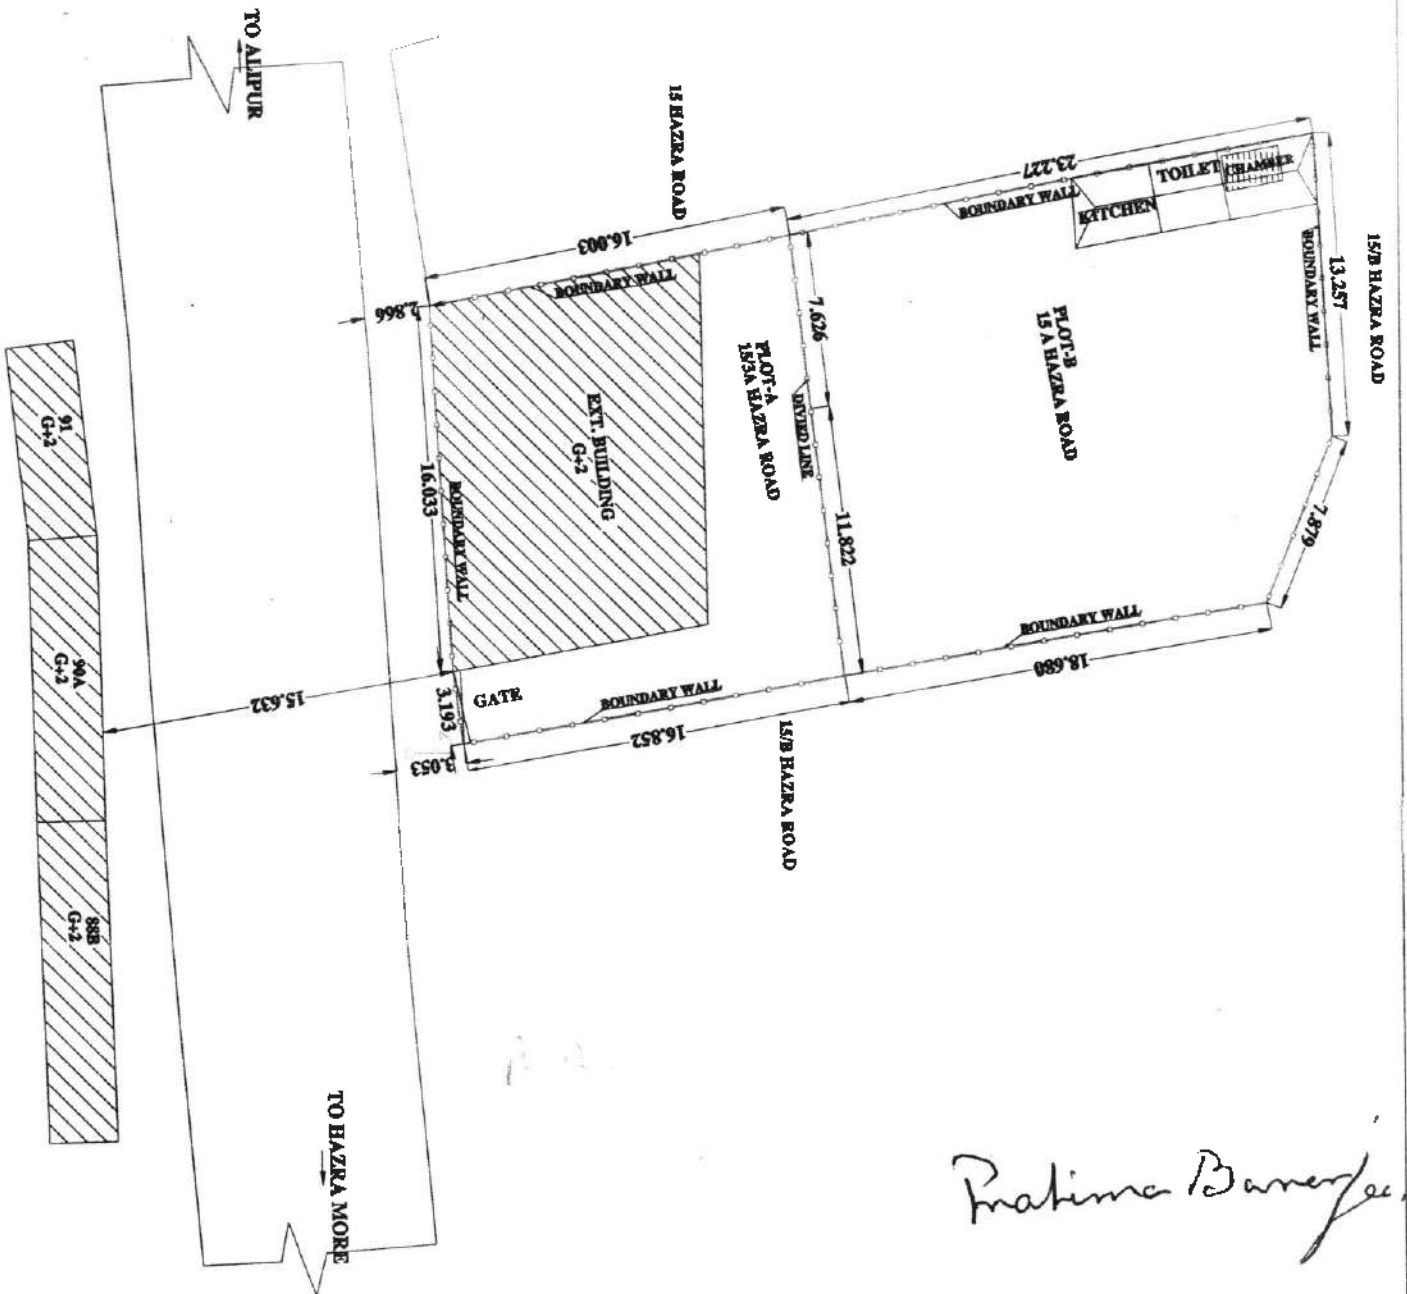 TO ALIPUR
15 HAZRA ROAD
15/B HAZRA ROAD
23.227
TOILET
CHAMBER
KITCHEN
BOUNDARY WALL
BOUNDARY WALL
13.257
16.003
BOUNDARY WALL
7.626
PLOT-B
15 A HAZRA ROAD
2.866
PLOT-A
15/3A HAZRA ROAD
DIVIED LINE
EXT. BUILDING
G+2
91
G+2
16.033
BOUNDARY WALL
11.822
7.879
BOUNDARY WALL
18.680
90A
G+2
15.632
3.193
GATE
BOUNDARY WALL
16.852
3.053
15/B HAZRA ROAD
88B
G+2
TO HAZRA MORE
Pratima Banerjee.